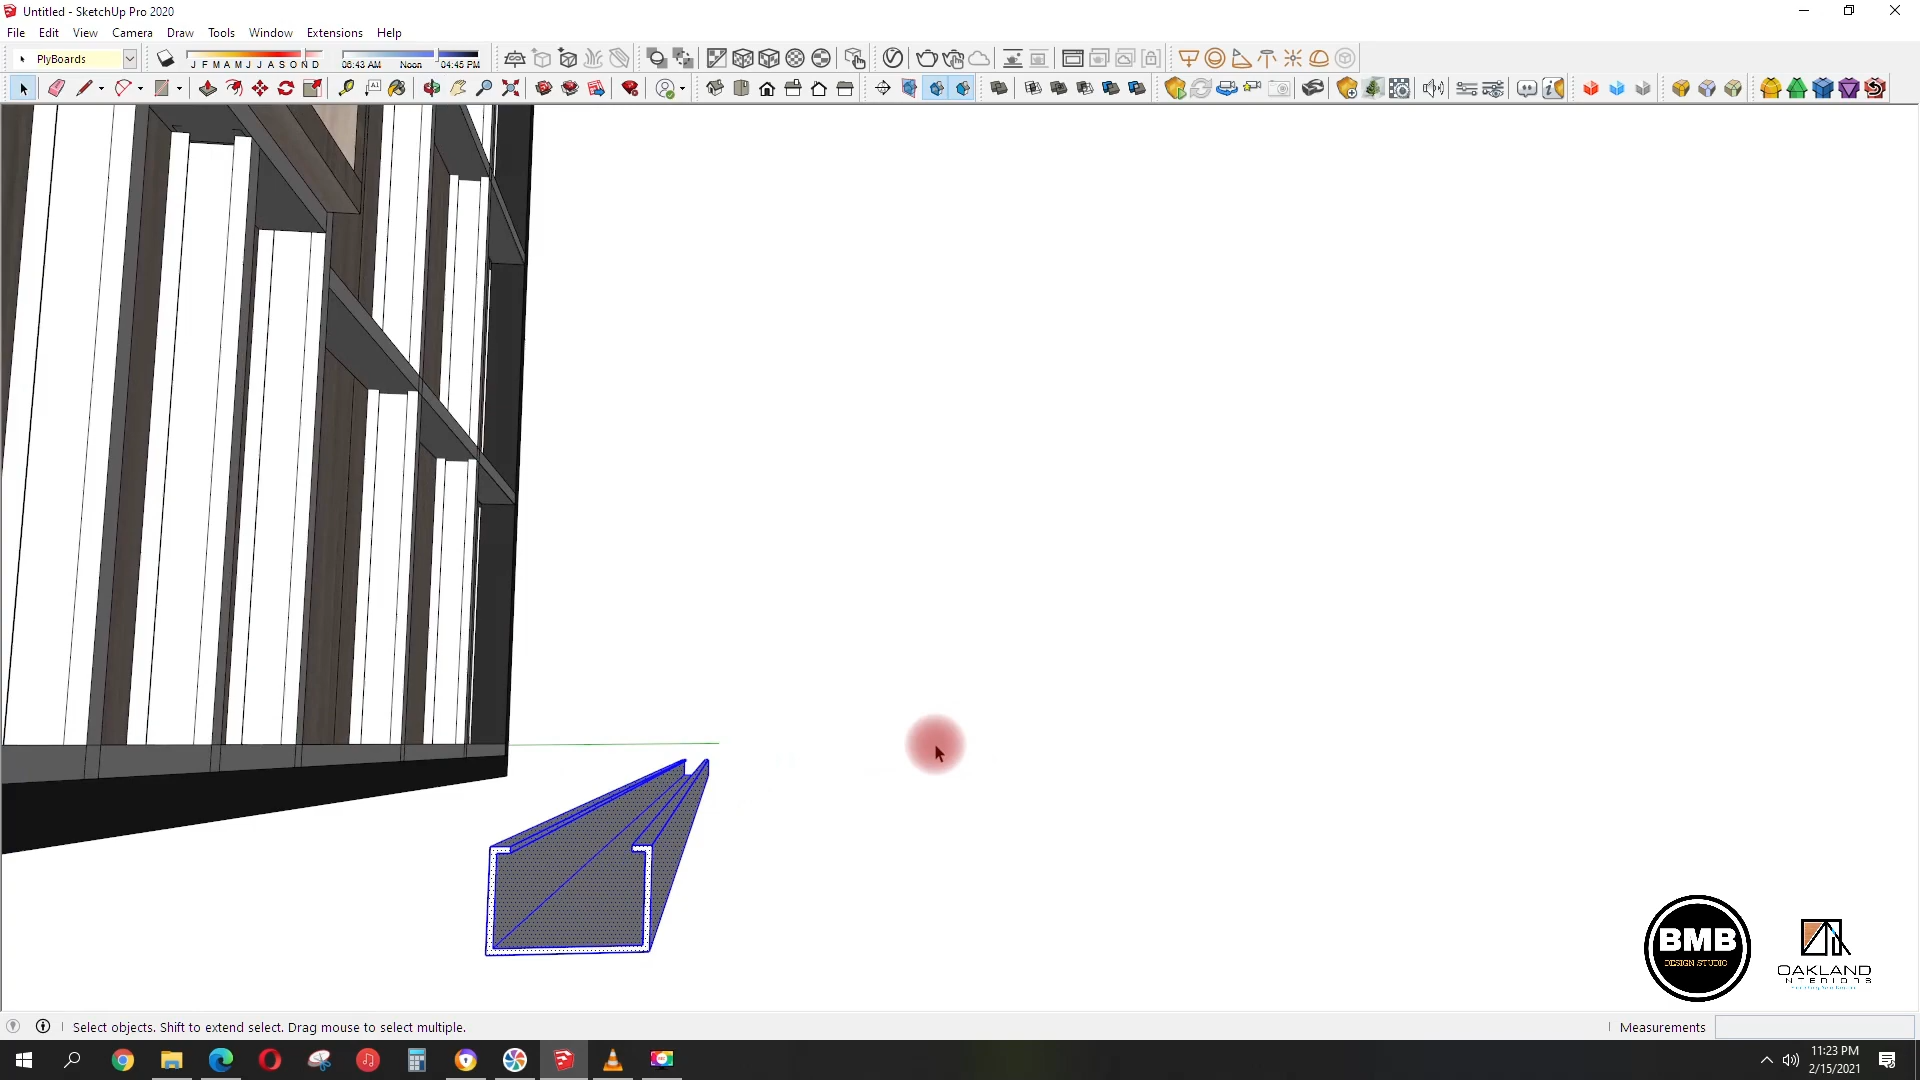 Untitled - SketchUp Pro 2020
File Edit View Camera Draw Tools Window Extensions Help
PlyBoards
J F M A M J J A S O N D
06:43 AM Noon 04:45 PM
BMB
DESIGN STUDIO
OAKLAND
Select objects. Shift to extend select. Drag mouse to select multiple.
Measurements
11:23 PM
2/15/2021